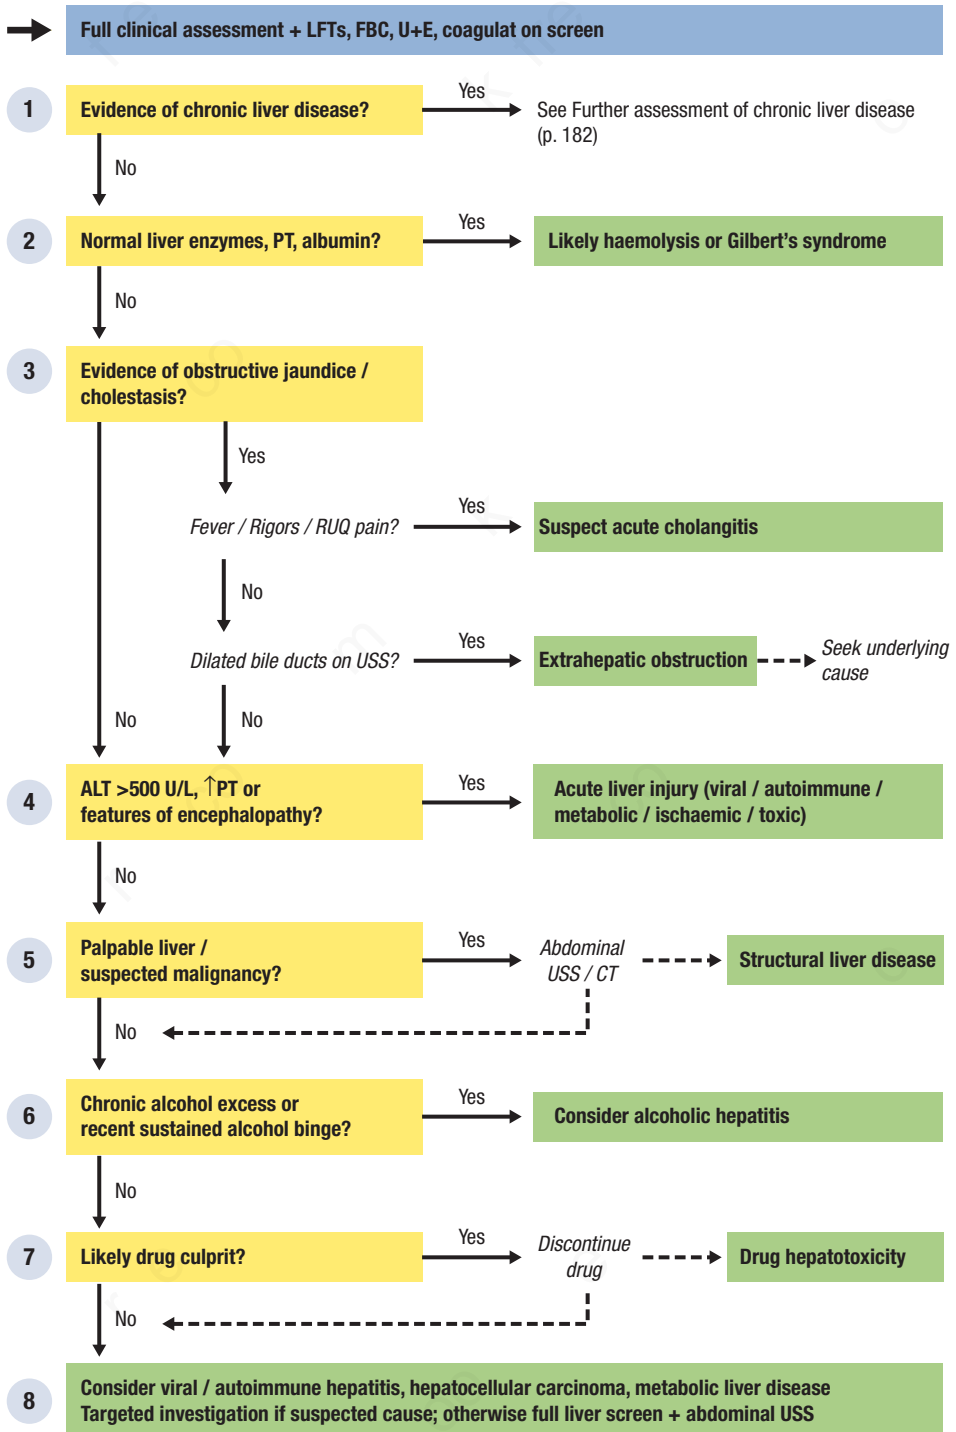 Full clinical assessment + LFTs, FBC, U+E, coagulat on screen
1
Evidence of chronic liver disease?
Yes
See Further assessment of chronic liver disease
(p. 182)
No
2
Normal liver enzymes, PT, albumin?
Yes
Likely haemolysis or Gilbert's syndrome
No
3
Evidence of obstructive jaundice /
cholestasis?
Yes
Fever / Rigors / RUQ pain?
Yes
Suspect acute cholangitis
No
Dilated bile ducts on USS?
Yes
Extrahepatic obstruction
Seek underlying
cause
No
No
4
ALT >500 U/L, ↑PT or
features of encephalopathy?
Yes
Acute liver injury (viral / autoimmune /
metabolic / ischaemic / toxic)
No
5
Palpable liver /
suspected malignancy?
Yes
Abdominal
USS / CT
Structural liver disease
No
6
Chronic alcohol excess or
recent sustained alcohol binge?
Yes
Consider alcoholic hepatitis
No
7
Likely drug culprit?
Yes
Discontinue
drug
Drug hepatotoxicity
No
8
Consider viral / autoimmune hepatitis, hepatocellular carcinoma, metabolic liver disease
Targeted investigation if suspected cause; otherwise full liver screen + abdominal USS